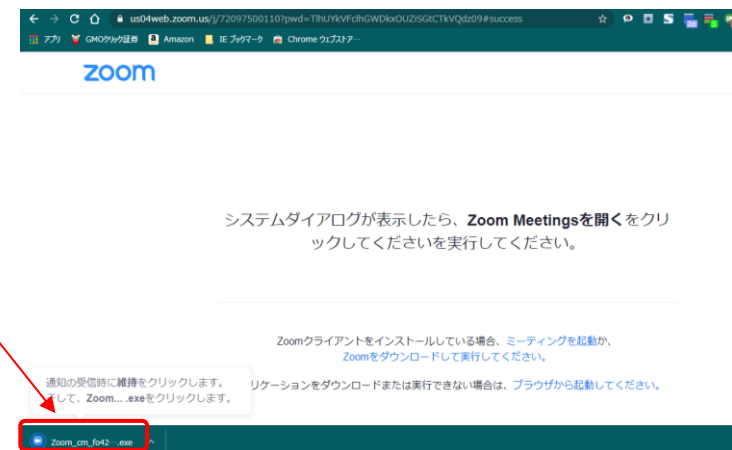 us04web.zoom.us/j/72097500110?pwd=TlhUYkVFdlhGWDkxOUZiSGtCTkVQdz09#success
アプリ GMOクリック証券 Amazon IE ブックマーク Chrome ウェブストア…
zoom
システムダイアログが表示したら、Zoom Meetingsを開くをクリ
ックしてくださいを実行してください。
Zoomクライアントをインストールしている場合、ミーティングを起動か、
Zoomをダウンロードして実行してください。
通知の受信時に維持をクリックします。
そして、Zoom... .exeをクリックします。
リケーションをダウンロードまたは実行できない場合は、ブラウザから起動してください。
Zoom_cm_fo42….exe